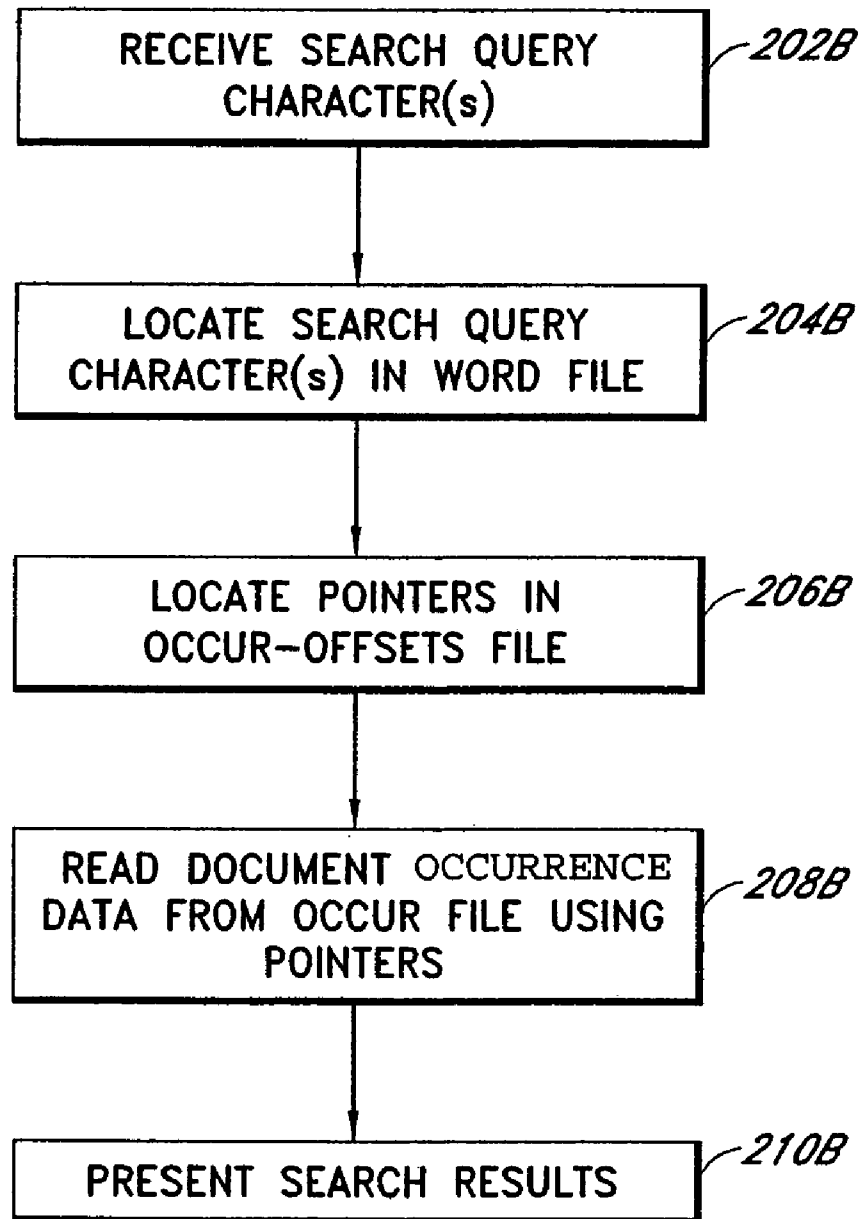 RECEIVE SEARCH QUERY
CHARACTER(s)
202B
LOCATE SEARCH QUERY
CHARACTER(s) IN WORD FILE
204B
LOCATE POINTERS IN
OCCUR-OFFSETS FILE
206B
READ DOCUMENT OCCURRENCE
DATA FROM OCCUR FILE USING
POINTERS
208B
PRESENT SEARCH RESULTS
210B